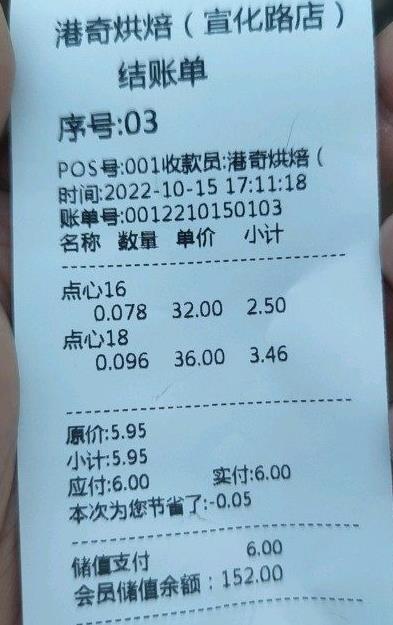 港奇烘焙（宣化路店）
结账单
序号:03
POS号:001收款员:港奇烘焙（
时间:2022-10-15 17:11:18
账单号:0012210150103
名称 数量 单价 小计
点心16
0.078 32.00 2.50
点心18
0.096 36.00 3.46
原价:5.95
小计:5.95
应付:6.00 实付:6.00
本次为您节省了:-0.05
储值支付 6.00
会员储值余额：152.00